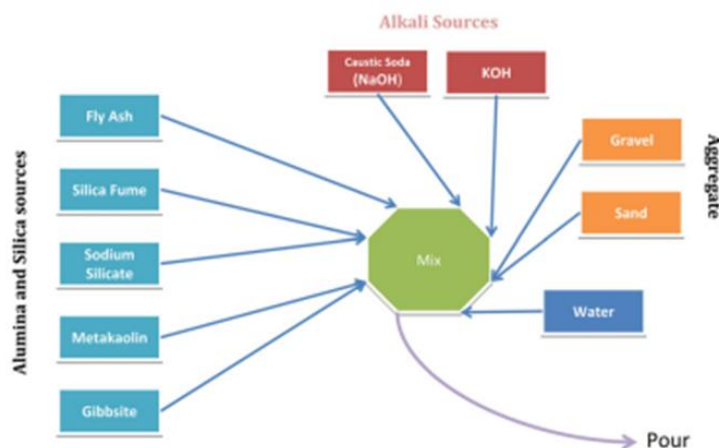 Alkali Sources
Caustic Soda
(NaOH)
KOH
Alumina and Silica sources
Fly Ash
Silica Fume
Sodium
Silicate
Metakaolin
Gibbsite
Mix
Gravel
Sand
Aggregate
Water
Pour